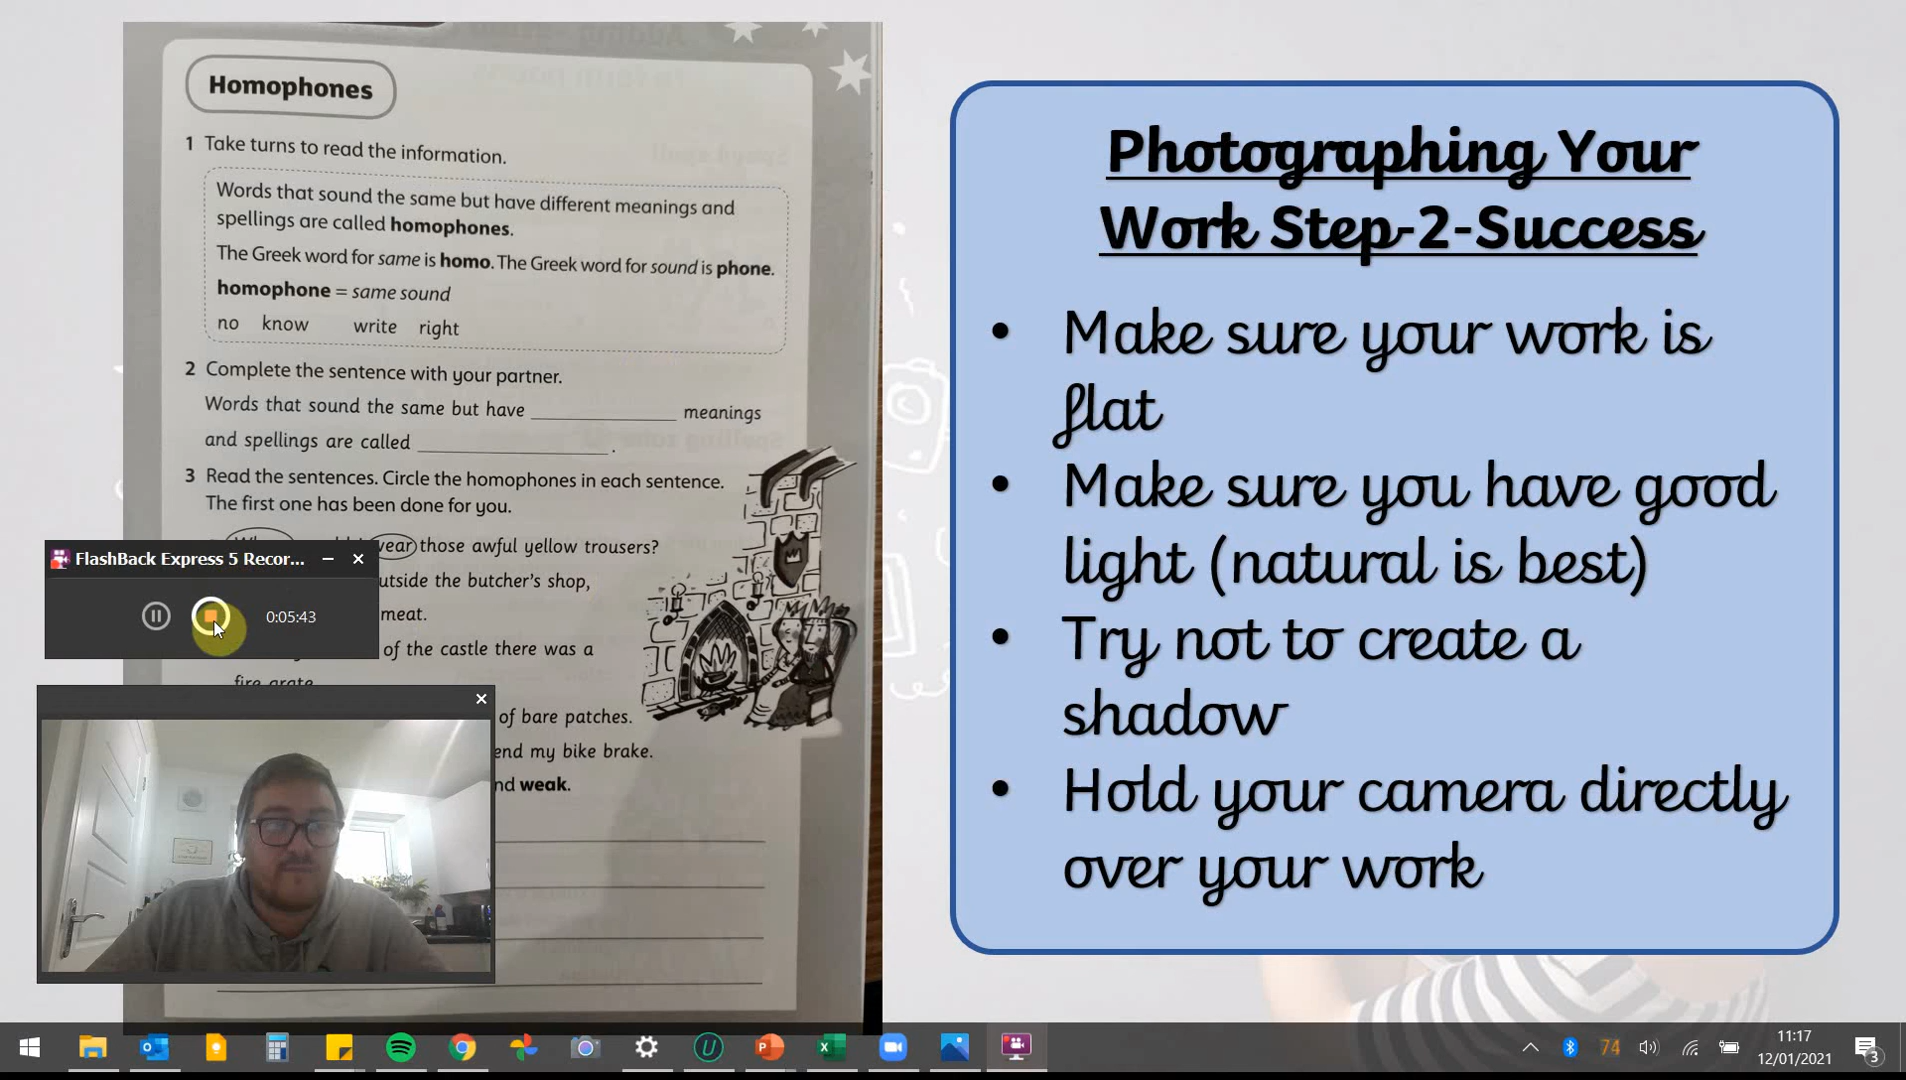 Homophones
1 Take turns to read the information.
Words that sound the same but have different meanings and
spellings are called homophones.
The Greek word for same is homo. The Greek word for sound is phone.
homophone = same sound
no know write right
2 Complete the sentence with your partner.
Words that sound the same but have ____ meanings
and spellings are called ____.
3 Read the sentences. Circle the homophones in each sentence.
The first one has been done for you.
wear those awful yellow trousers?
utside the butcher's shop,
meat.
of the castle there was a
fire grate
of bare patches.
end my bike brake.
nd weak.
FlashBack Express 5 Recor...
0:05:43
Photographing Your
Work Step-2-Success
• Make sure your work is
flat
• Make sure you have good
light (natural is best)
• Try not to create a
shadow
• Hold your camera directly
over your work
74
11:17
12/01/2021
3